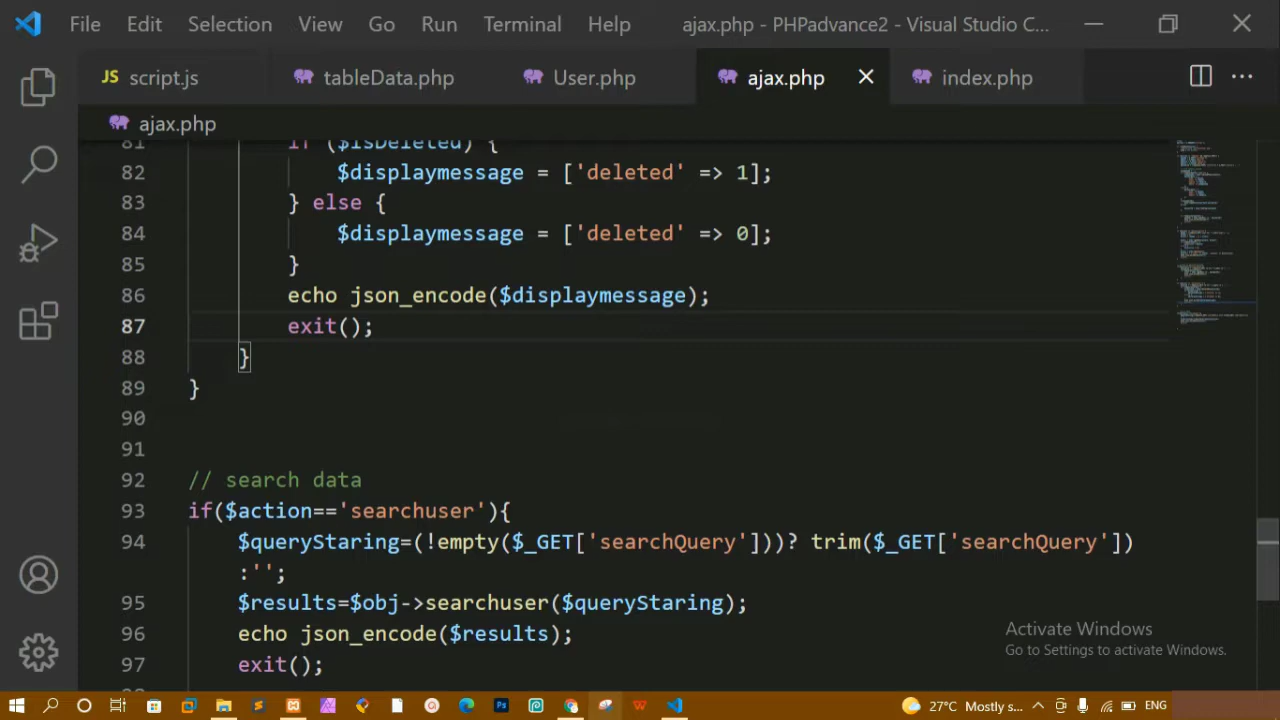 File Edit Selection View Go Run Terminal Help ajax.php - PHPadvance2 - Visual Studio C...
JS script.js tableData.php User.php ajax.php index.php
ajax.php
81 if ($isDeleted) {
82 $displaymessage = ['deleted' => 1];
83 } else {
84 $displaymessage = ['deleted' => 0];
85 }
86 echo json_encode($displaymessage);
87 exit();
88 }
89 }
90
91
92 // search data
93 if($action=='searchuser'){
94 $queryStaring=(!empty($_GET['searchQuery']))? trim($_GET['searchQuery'])
:'';
95 $results=$obj->searchuser($queryStaring);
96 echo json_encode($results);
97 exit();
Activate Windows
Go to Settings to activate Windows.
27°C Mostly s... ENG